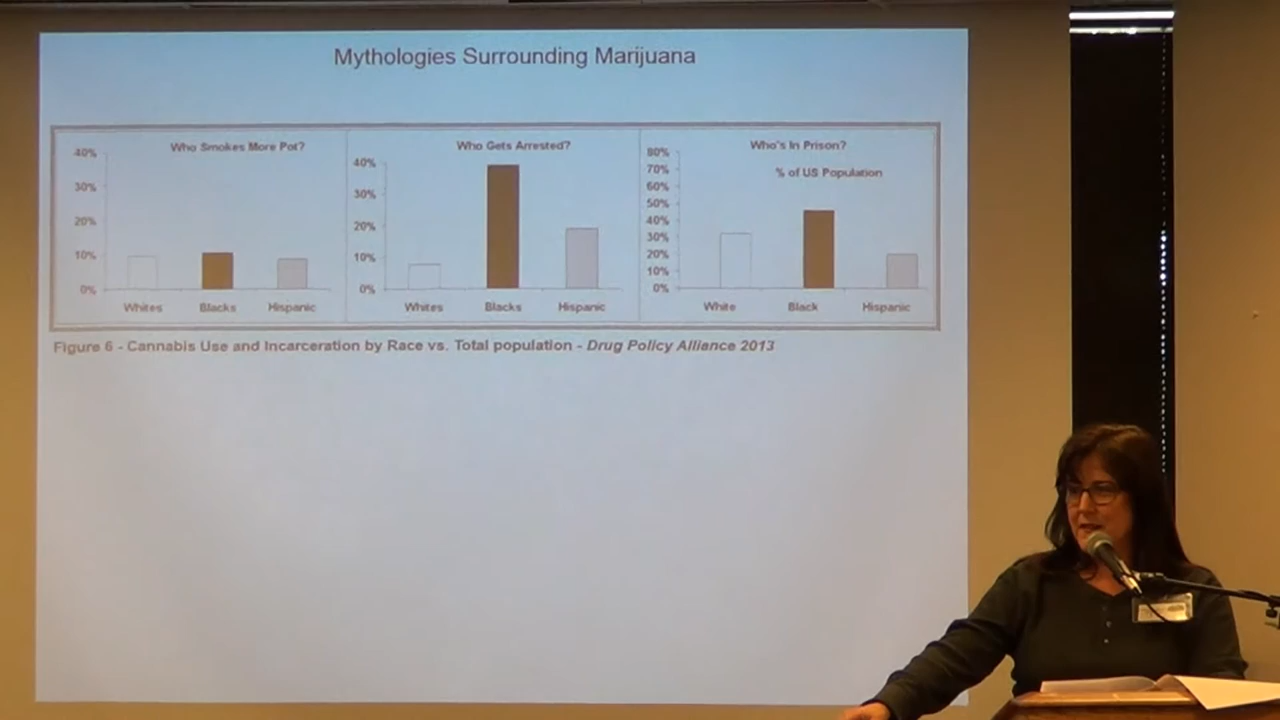 Mythologies Surrounding Marijuana
Who Smokes More Pot?
40%
30%
20%
10%
0%
Whites Blacks Hispanic
Who Gets Arrested?
40%
30%
20%
10%
0%
Whites Blacks Hispanic
Who's In Prison?
% of US Population
80%
70%
60%
50%
40%
30%
20%
10%
0%
White Black Hispanic
Figure 6 - Cannabis Use and Incarceration by Race vs. Total population - Drug Policy Alliance 2013